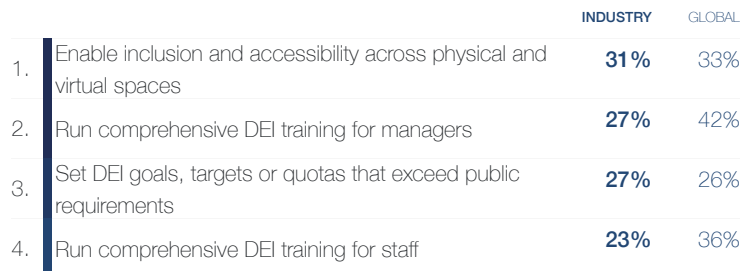 INDUSTRY GLOBAL
1. Enable inclusion and accessibility across physical and
virtual spaces 31% 33%
2. Run comprehensive DEI training for managers 27% 42%
3. Set DEI goals, targets or quotas that exceed public
requirements 27% 26%
4. Run comprehensive DEI training for staff 23% 36%